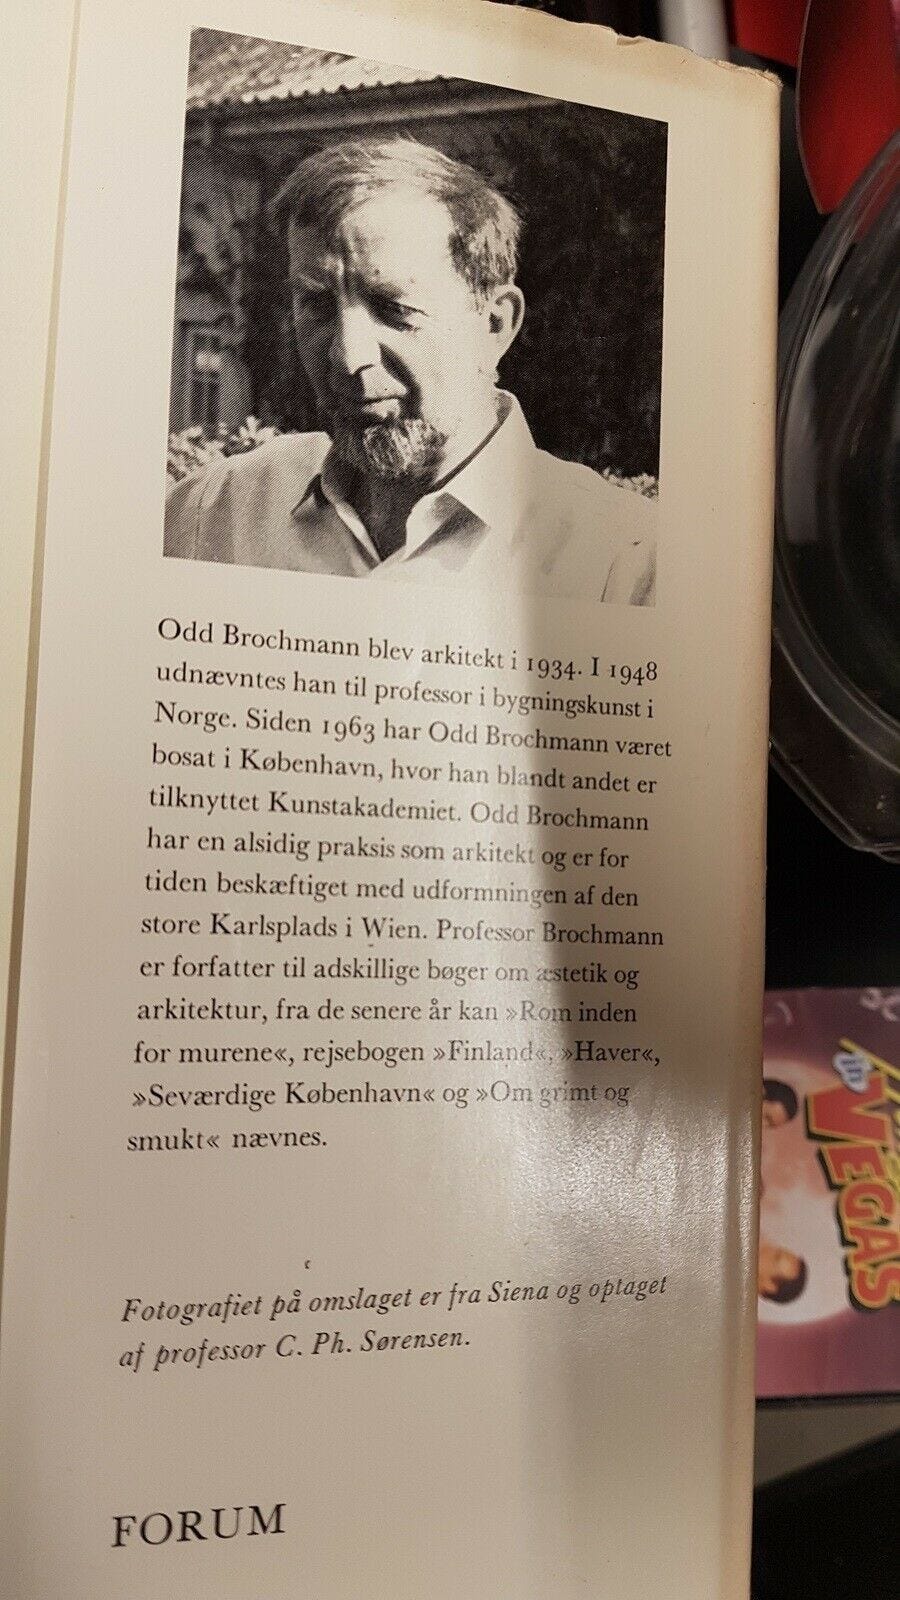 Odd Brochmann blev arkitekt i 1934. I 1948
udnævntes han til professor i bygningskunst i
Norge. Siden 1963 har Odd Brochmann været
bosat i København, hvor han blandt andet er
tilknyttet Kunstakademiet. Odd Brochmann
har en alsidig praksis som arkitekt og er for
tiden beskæftiget med udformningen af den
store Karlsplads i Wien. Professor Brochmann
er forfatter til adskillige bøger om æstetik og
arkitektur, fra de senere år kan »Rom inden
for murene«, rejsebogen »Finland«, »Haver«,
»Seværdige København« og »Om grimt og
smukt« nævnes.
Fotografiet på omslaget er fra Siena og optaget
af professor C. Ph. Sørensen.
FORUM
in
VEGAS